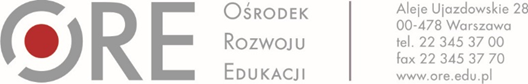 ORE
Ośrodek
Rozwoju
Edukacji
Aleje Ujazdowskie 28
00-478 Warszawa
tel. 22 345 37 00
fax 22 345 37 70
www.ore.edu.pl